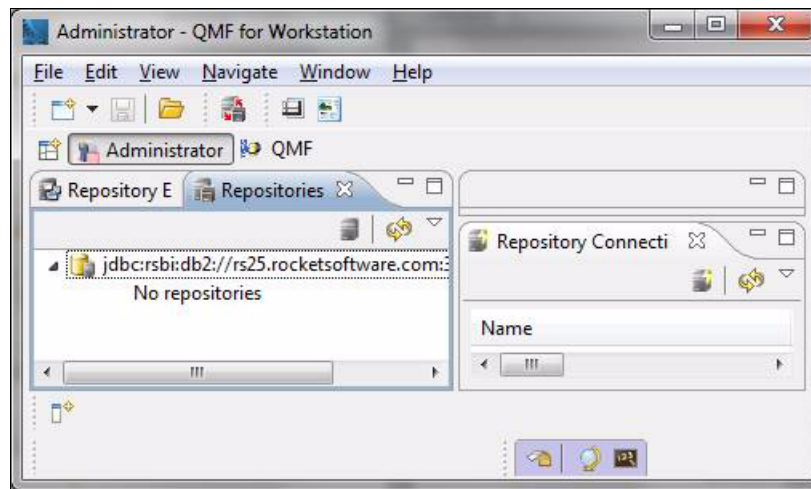 Administrator - QMF for Workstation
File Edit View Navigate Window Help
Administrator QMF
Repository E Repositories
jdbc:rsbi:db2://rs25.rocketsoftware.com:3
No repositories
Repository Connecti
Name